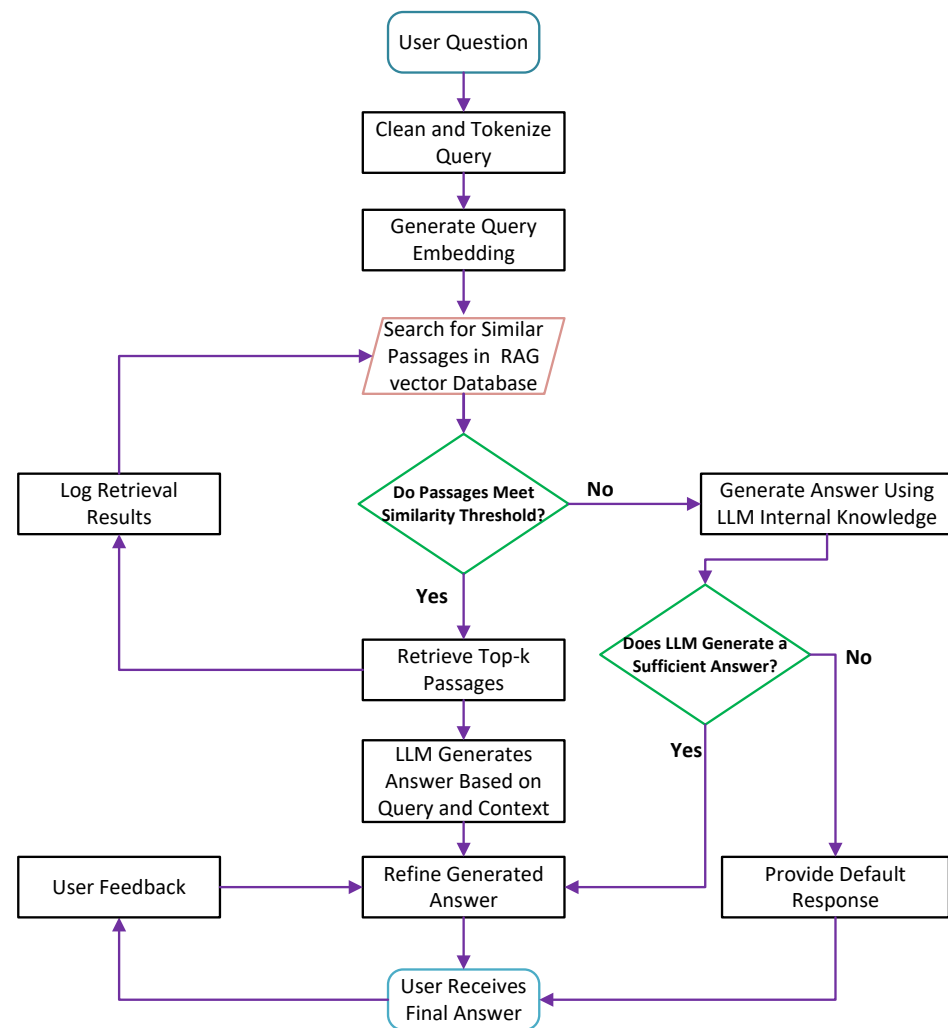 User Question
Clean and Tokenize
Query
Generate Query
Embedding
Search for Similar
Passages in RAG
vector Database
Log Retrieval
Results
Do Passages Meet
Similarity Threshold?
No
Generate Answer Using
LLM Internal Knowledge
Yes
Retrieve Top-k
Passages
Does LLM Generate a
Sufficient Answer?
No
Yes
LLM Generates
Answer Based on
Query and Context
User Feedback
Refine Generated
Answer
Provide Default
Response
User Receives
Final Answer